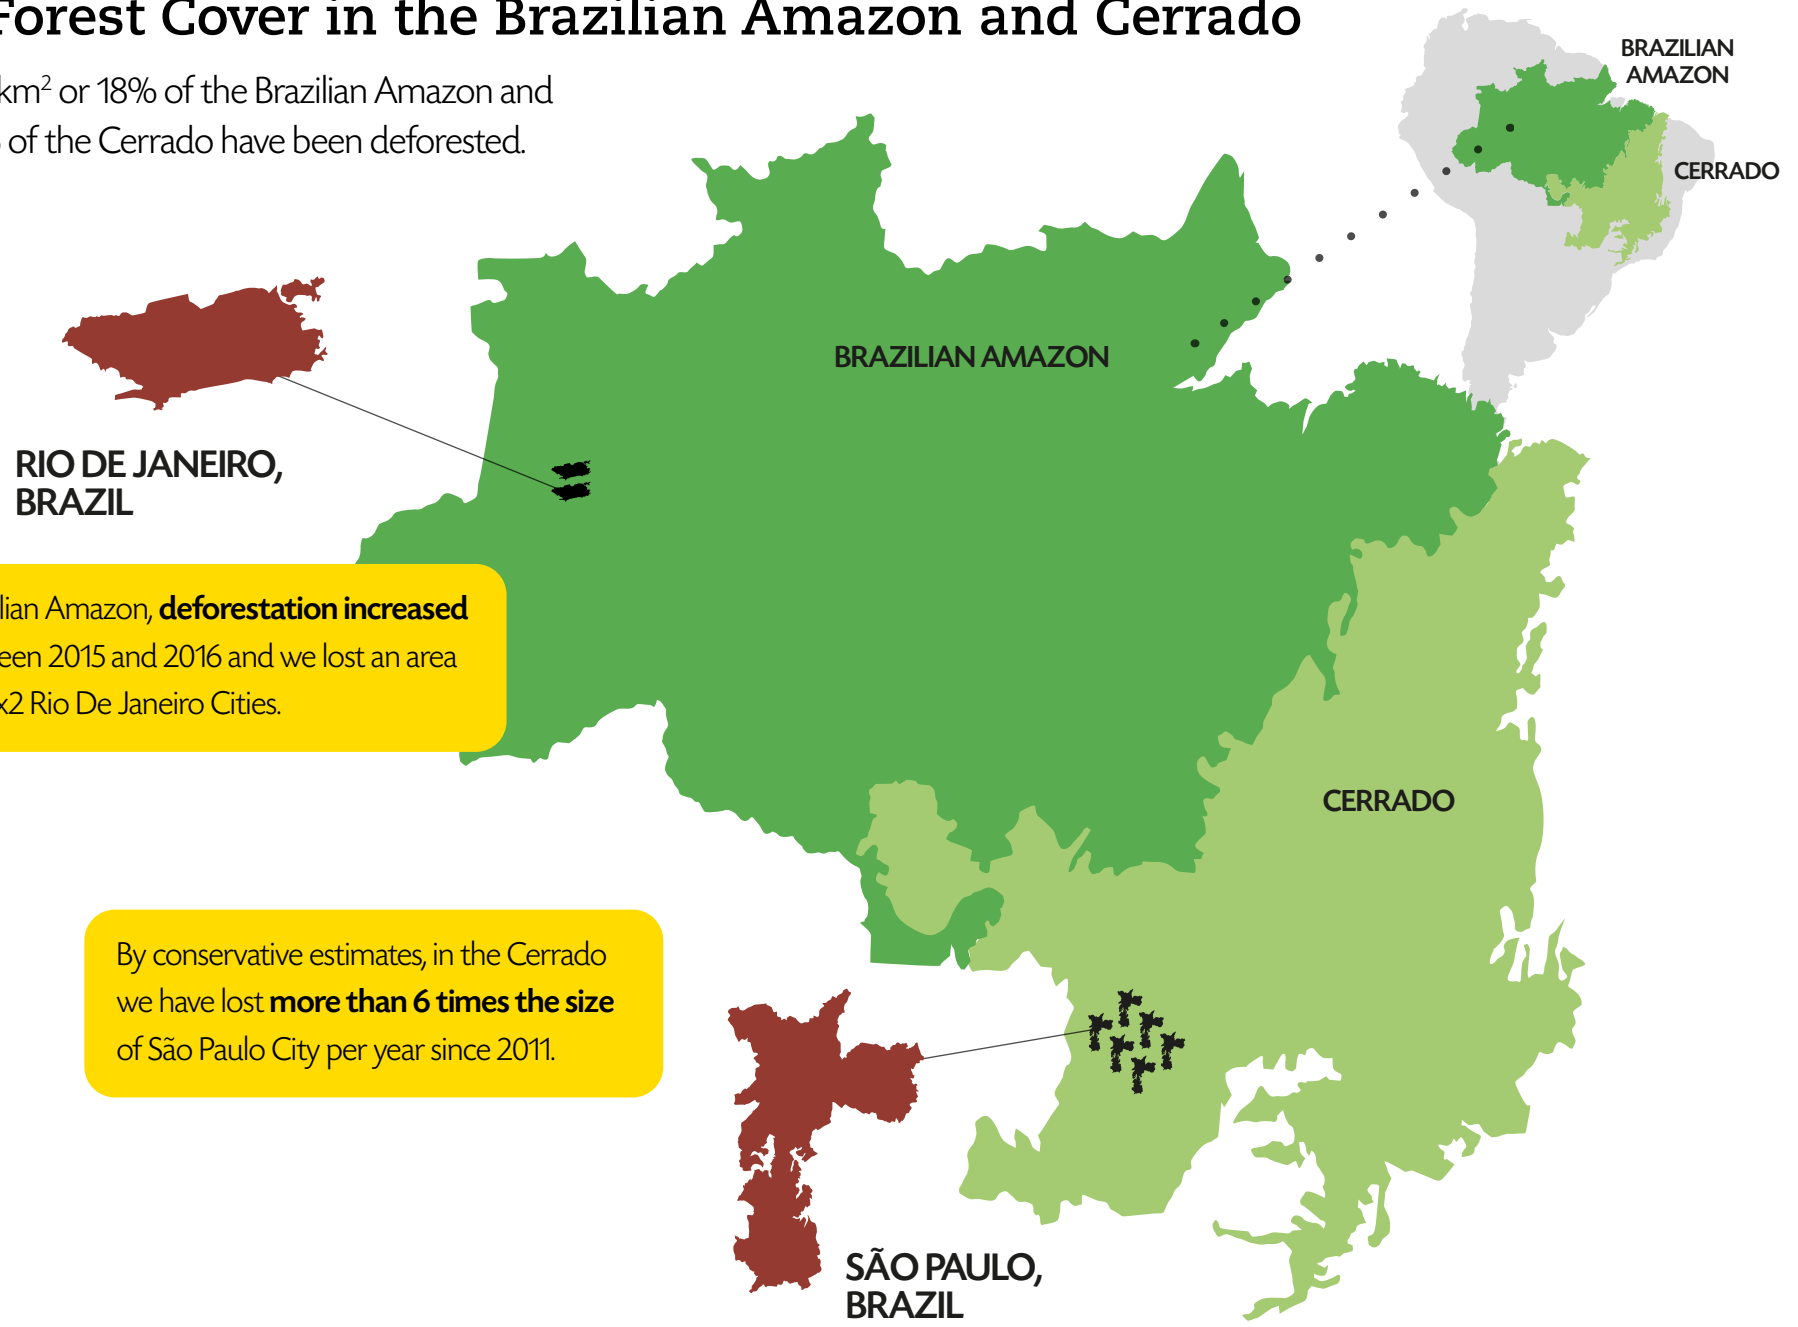 Forest Cover in the Brazilian Amazon and Cerrado
km² or 18% of the Brazilian Amazon and
of the Cerrado have been deforested.
BRAZILIAN
AMAZON
CERRADO
BRAZILIAN AMAZON
RIO DE JANEIRO,
BRAZIL
Amazon, deforestation increased
2015 and 2016 and we lost an area
x2 Rio De Janeiro Cities.
CERRADO
By conservative estimates, in the Cerrado
we have lost more than 6 times the size
of São Paulo City per year since 2011.
SÃO PAULO,
BRAZIL